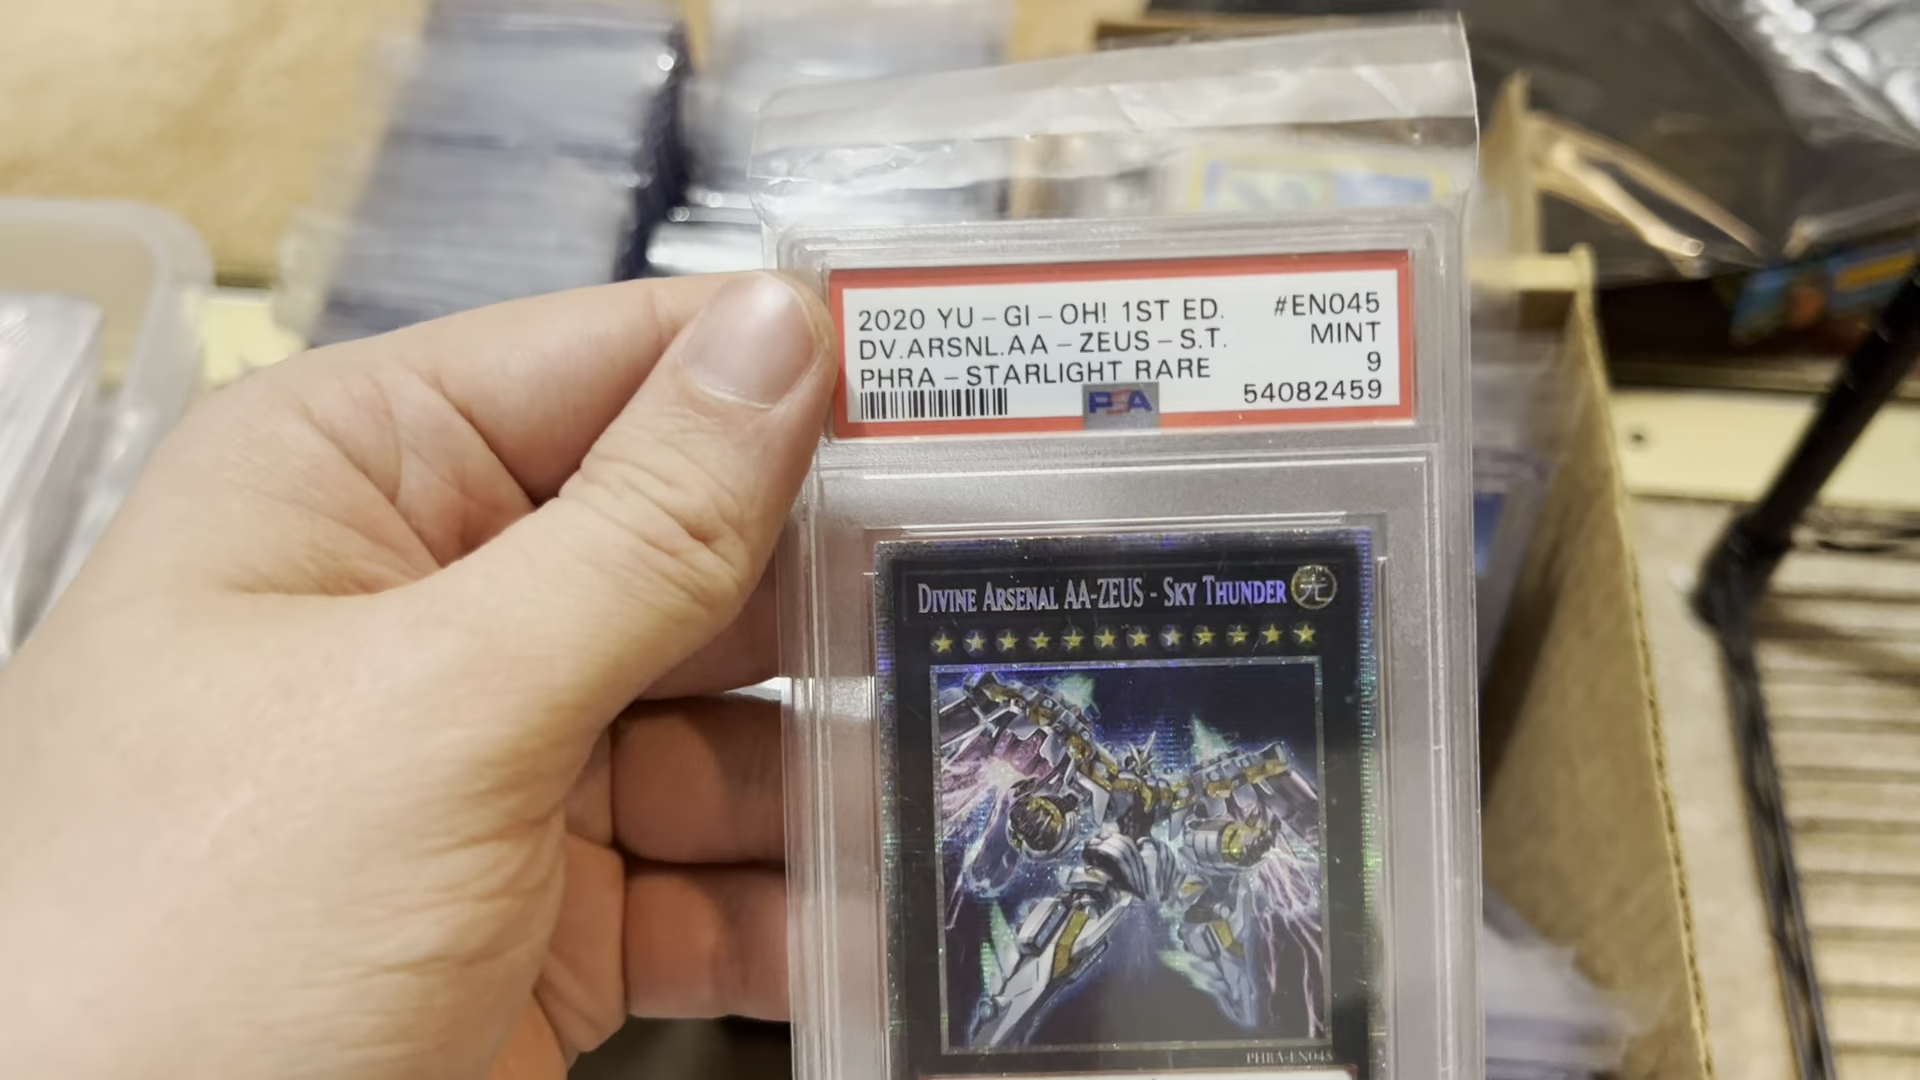 2020 YU-GI-OH! 1ST ED. #EN045
DV.ARSNL.AA-ZEUS-S.T. MINT
PHRA-STARLIGHT RARE 9
PSA 54082459
DIVINE ARSENAL AA-ZEUS - SKY THUNDER 光
PHRA-EN045